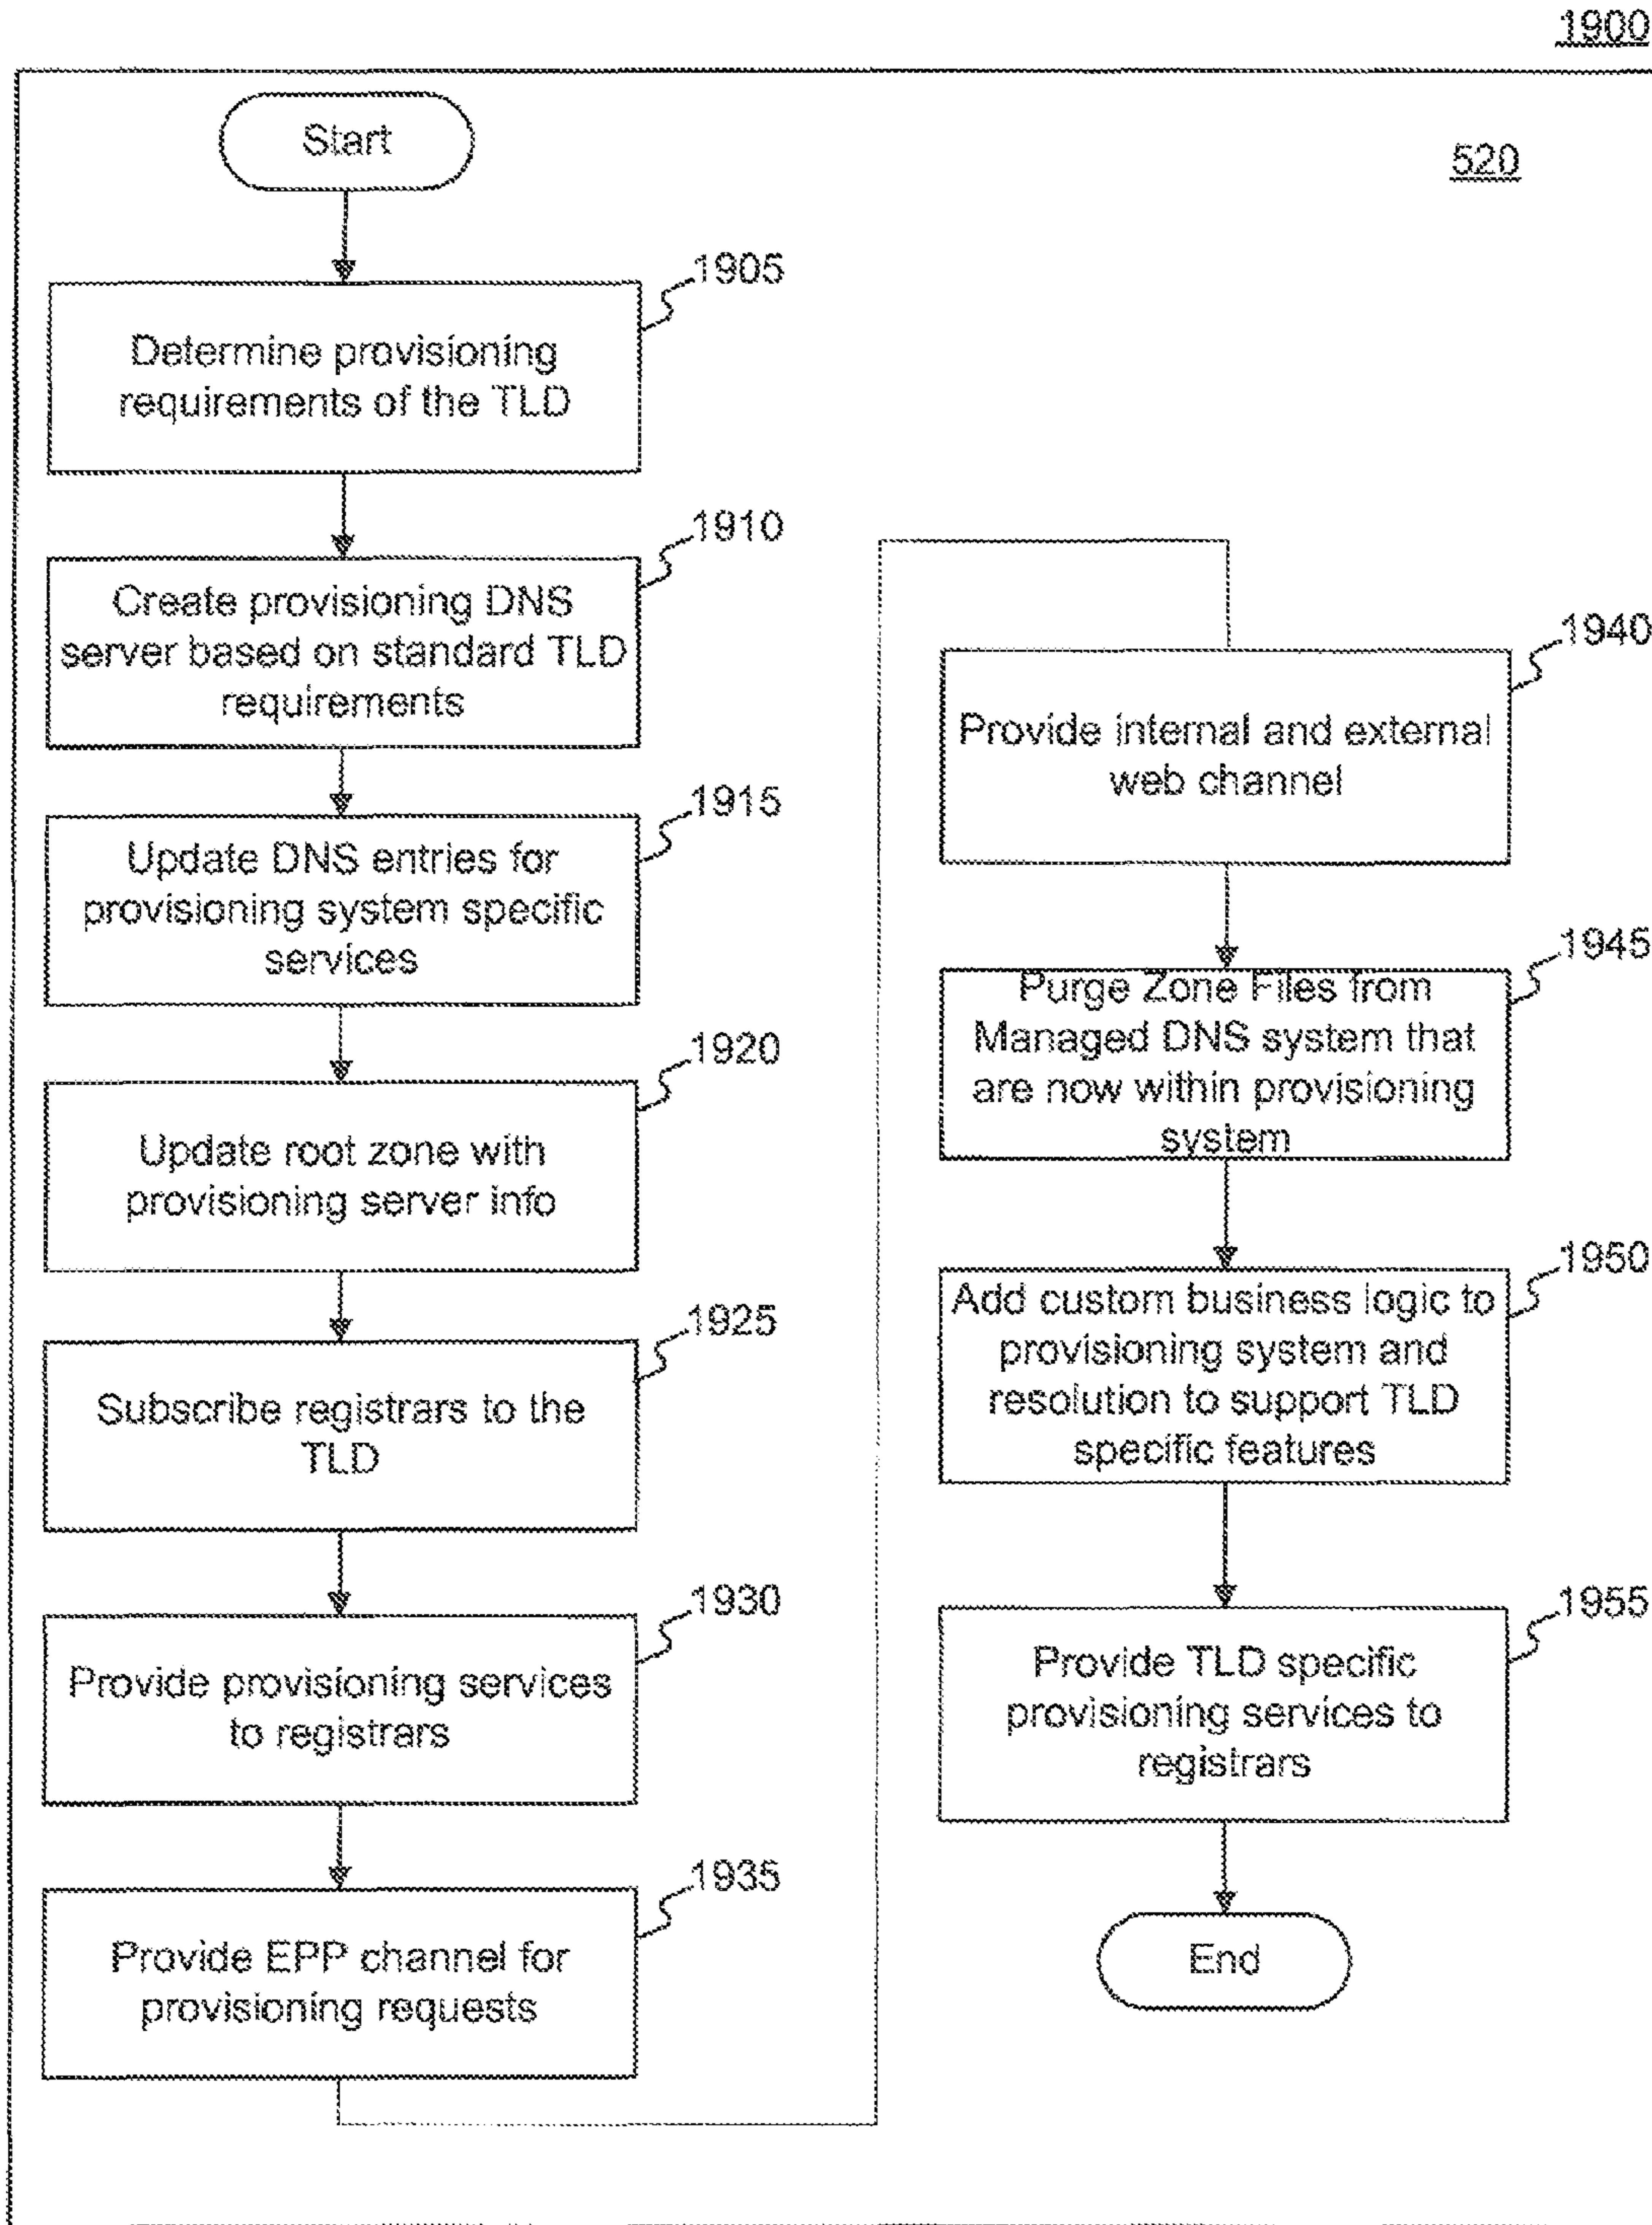 1900
520
Start
1905
Determine provisioning
requirements of the TLD
1910
Create provisioning DNS
server based on standard TLD
requirements
1915
Update DNS entries for
provisioning system specific
services
1920
Update root zone with
provisioning server info
1925
Subscribe registrars to the
TLD
1930
Provide provisioning services
to registrars
1935
Provide EPP channel for
provisioning requests
1940
Provide internal and external
web channel
1945
Purge Zone Files from
Managed DNS system that
are now within provisioning
system
1950
Add custom business logic to
provisioning system and
resolution to support TLD
specific features
1955
Provide TLD specific
provisioning services to
registrars
End